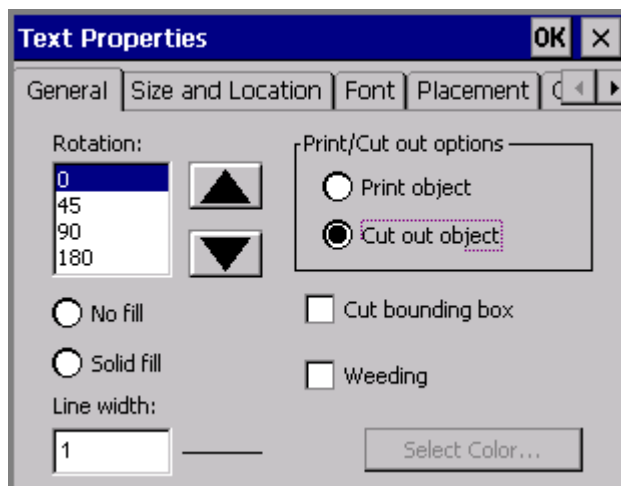 Text Properties OK ×
General Size and Location Font Placement
Rotation: Print/Cut out options
0
45
90
180
Print object
Cut out object
No fill
Solid fill
Cut bounding box
Weeding
Line width:
1
Select Color...